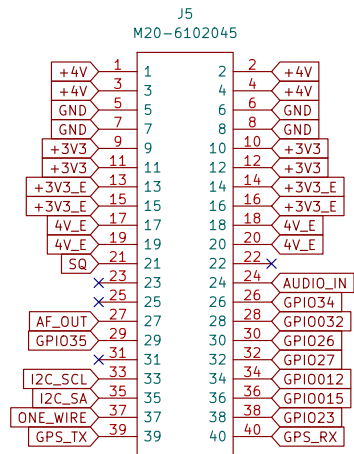 J5
M20-6102045
+4V 1 1 2 2 +4V
+4V 3 3 4 4 +4V
GND 5 5 6 6 GND
GND 7 7 8 8 GND
+3V3 9 9 10 10 +3V3
+3V3 11 11 12 12 +3V3
+3V3_E 13 13 14 14 +3V3_E
+3V3_E 15 15 16 16 +3V3_E
4V_E 17 17 18 18 4V_E
4V_E 19 19 20 20 4V_E
SQ 21 21 22 22
23 23 24 24 AUDIO_IN
25 25 26 26 GPIO34
AF_OUT 27 27 28 28 GPIO032
GPIO35 29 29 30 30 GPIO26
31 31 32 32 GPIO27
I2C_SCL 33 33 34 34 GPIO012
I2C_SA 35 35 36 36 GPIO015
ONE_WIRE 37 37 38 38 GPIO23
GPS_TX 39 39 40 40 GPS_RX